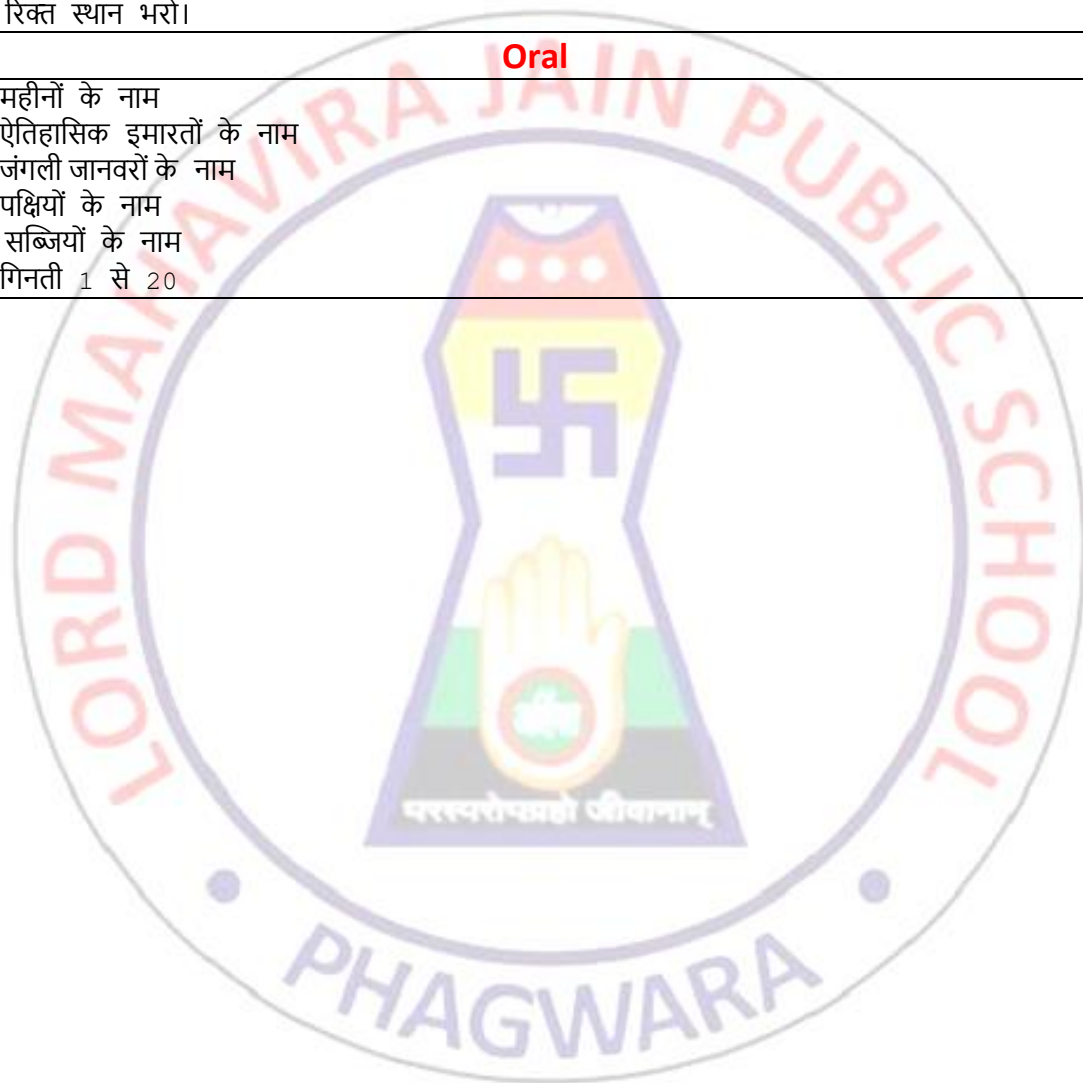 रिक्त स्थान भरो।
Oral
महीनों के नाम
ऐतिहासिक इमारतों के नाम
जंगली जानवरों के नाम
पक्षियों के नाम
सब्जियों के नाम
गिनती 1 से 20
LORD MAHAVIRA JAIN PUBLIC SCHOOL
परस्परोपग्रहो जीवानाम्
PHAGWARA